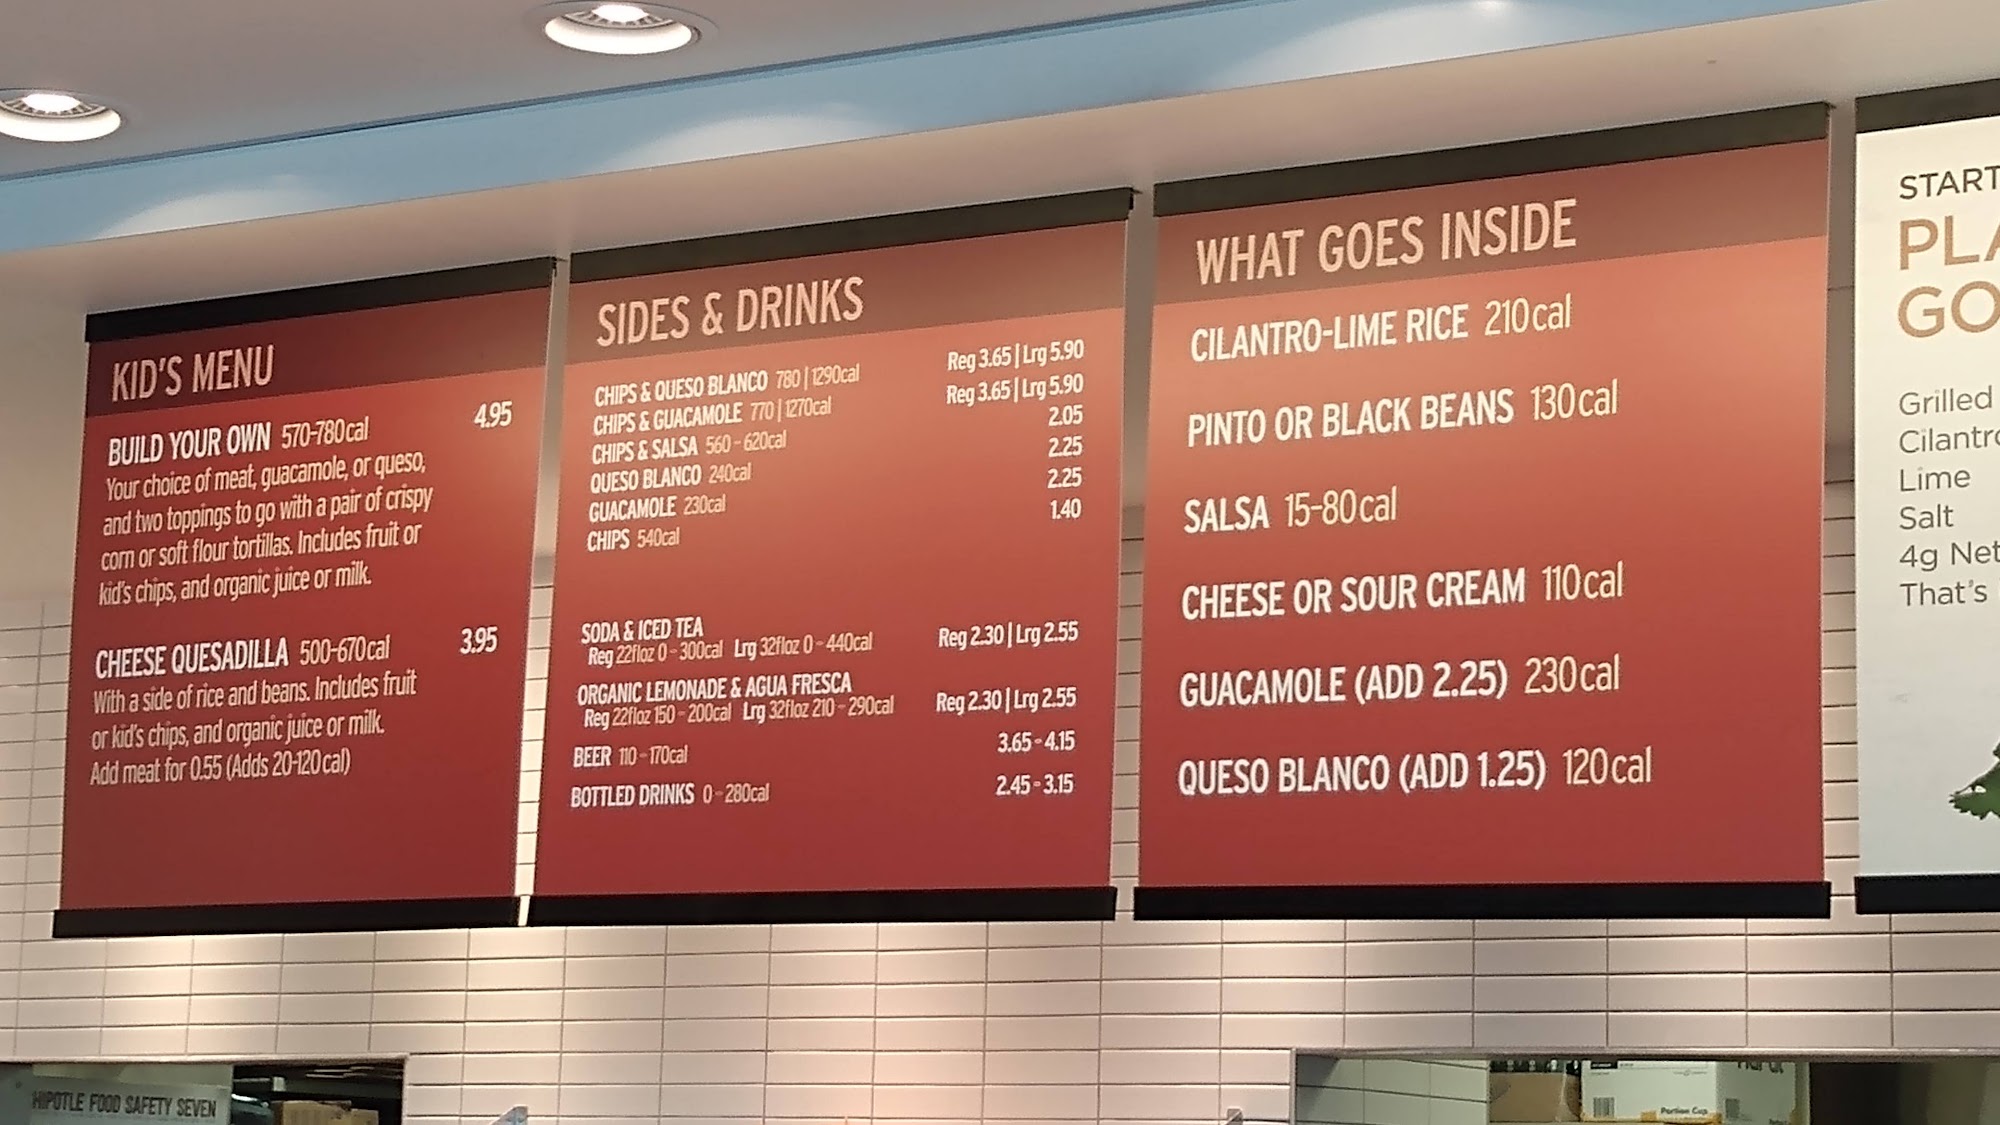 KID'S MENU
BUILD YOUR OWN 570-780cal 4.95
Your choice of meat, guacamole, or queso,
and two toppings to go with a pair of crispy
corn or soft flour tortillas. Includes fruit or
kid's chips, and organic juice or milk.
CHEESE QUESADILLA 500-670cal 3.95
With a side of rice and beans. Includes fruit
or kid's chips, and organic juice or milk.
Add meat for 0.55 (Adds 20-120cal)
SIDES & DRINKS
CHIPS & QUESO BLANCO 780 | 1290cal Reg 3.65 | Lrg 5.90
CHIPS & GUACAMOLE 770 | 1270cal Reg 3.65 | Lrg 5.90
CHIPS & SALSA 560 - 620cal 2.05
QUESO BLANCO 240cal 2.25
GUACAMOLE 230cal 2.25
CHIPS 540cal 1.40
SODA & ICED TEA
Reg 22floz 0 - 300cal Lrg 32floz 0 - 440cal Reg 2.30 | Lrg 2.55
ORGANIC LEMONADE & AGUA FRESCA
Reg 22floz 150 - 200cal Lrg 32floz 210 - 290cal Reg 2.30 | Lrg 2.55
BEER 110 - 170cal 3.65 - 4.15
BOTTLED DRINKS 0 - 280cal 2.45 - 3.15
WHAT GOES INSIDE
CILANTRO-LIME RICE 210cal
PINTO OR BLACK BEANS 130cal
SALSA 15-80cal
CHEESE OR SOUR CREAM 110cal
GUACAMOLE (ADD 2.25) 230cal
QUESO BLANCO (ADD 1.25) 120cal
START
PLA
GO
Grilled
Cilantro
Lime
Salt
4g Net
That's
HIPOTLE FOOD SAFETY SEVEN
Portion Cup